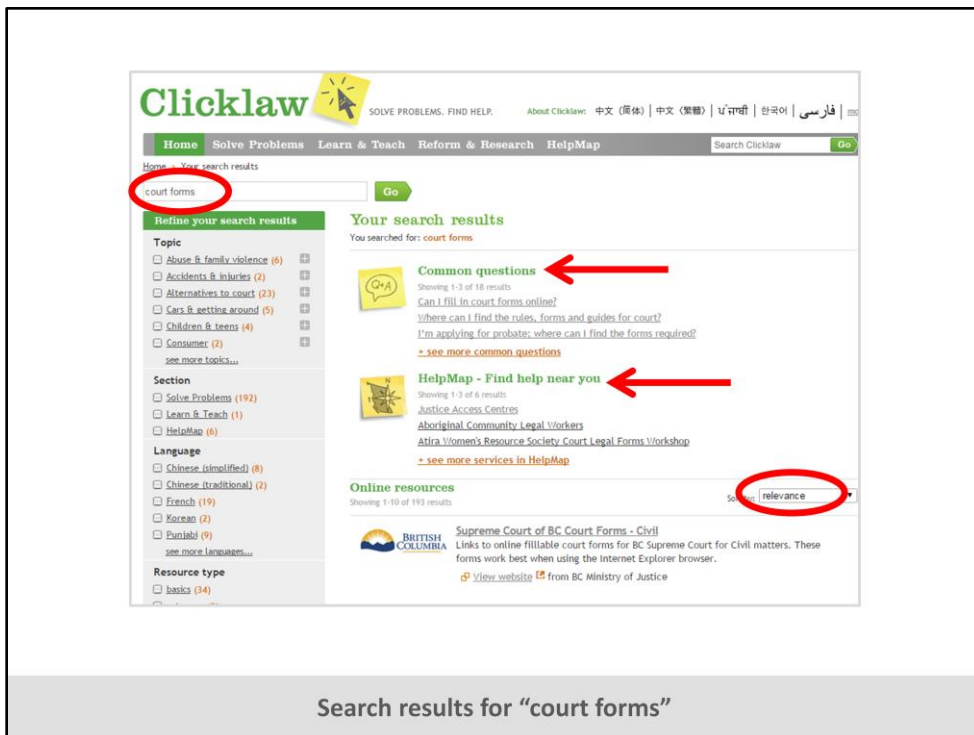 Clicklaw
SOLVE PROBLEMS. FIND HELP.
About Clicklaw: 中文 (简体) | 中文 (繁體) | ਪੰਜਾਬੀ | 한국어 | فارسی |
Home Solve Problems Learn & Teach Reform & Research HelpMap
Search Clicklaw Go
Home Your search results
court forms Go
Refine your search results
Topic
Abuse & family violence (6)
Accidents & injuries (2)
Alternatives to court (23)
Cars & getting around (5)
Children & teens (4)
Consumer (2)
see more topics...
Section
Solve Problems (192)
Learn & Teach (1)
HelpMap (6)
Language
Chinese (simplified) (8)
Chinese (traditional) (2)
French (19)
Korean (2)
Punjabi (9)
see more languages...
Resource type
basics (34)
Your search results
You searched for: court forms
Q+A
Common questions
Showing 1-3 of 18 results
Can I fill in court forms online?
Where can I find the rules, forms and guides for court?
I'm applying for probate; where can I find the forms required?
+ see more common questions
HelpMap - Find help near you
Showing 1-3 of 6 results
Justice Access Centres
Aboriginal Community Legal Workers
Atira Women's Resource Society Court Legal Forms Workshop
+ see more services in HelpMap
Online resources
Showing 1-10 of 193 results
relevance
BRITISH
COLUMBIA
Supreme Court of BC Court Forms - Civil
Links to online filllable court forms for BC Supreme Court for Civil matters. These
forms work best when using the Internet Explorer browser.
View website from BC Ministry of Justice
Search results for “court forms”